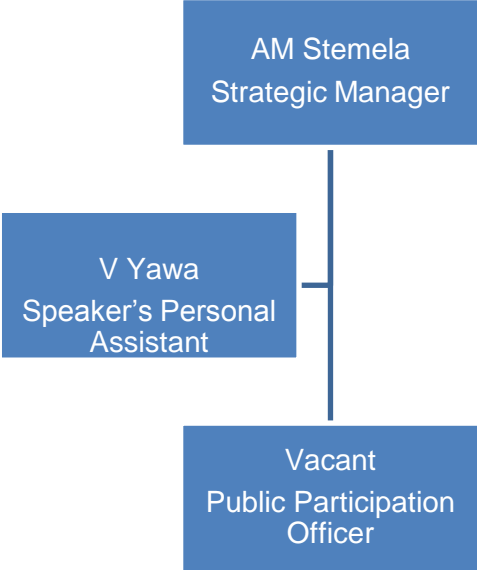 AM Stemela
Strategic Manager
V Yawa
Speaker’s Personal
Assistant
Vacant
Public Participation
Officer